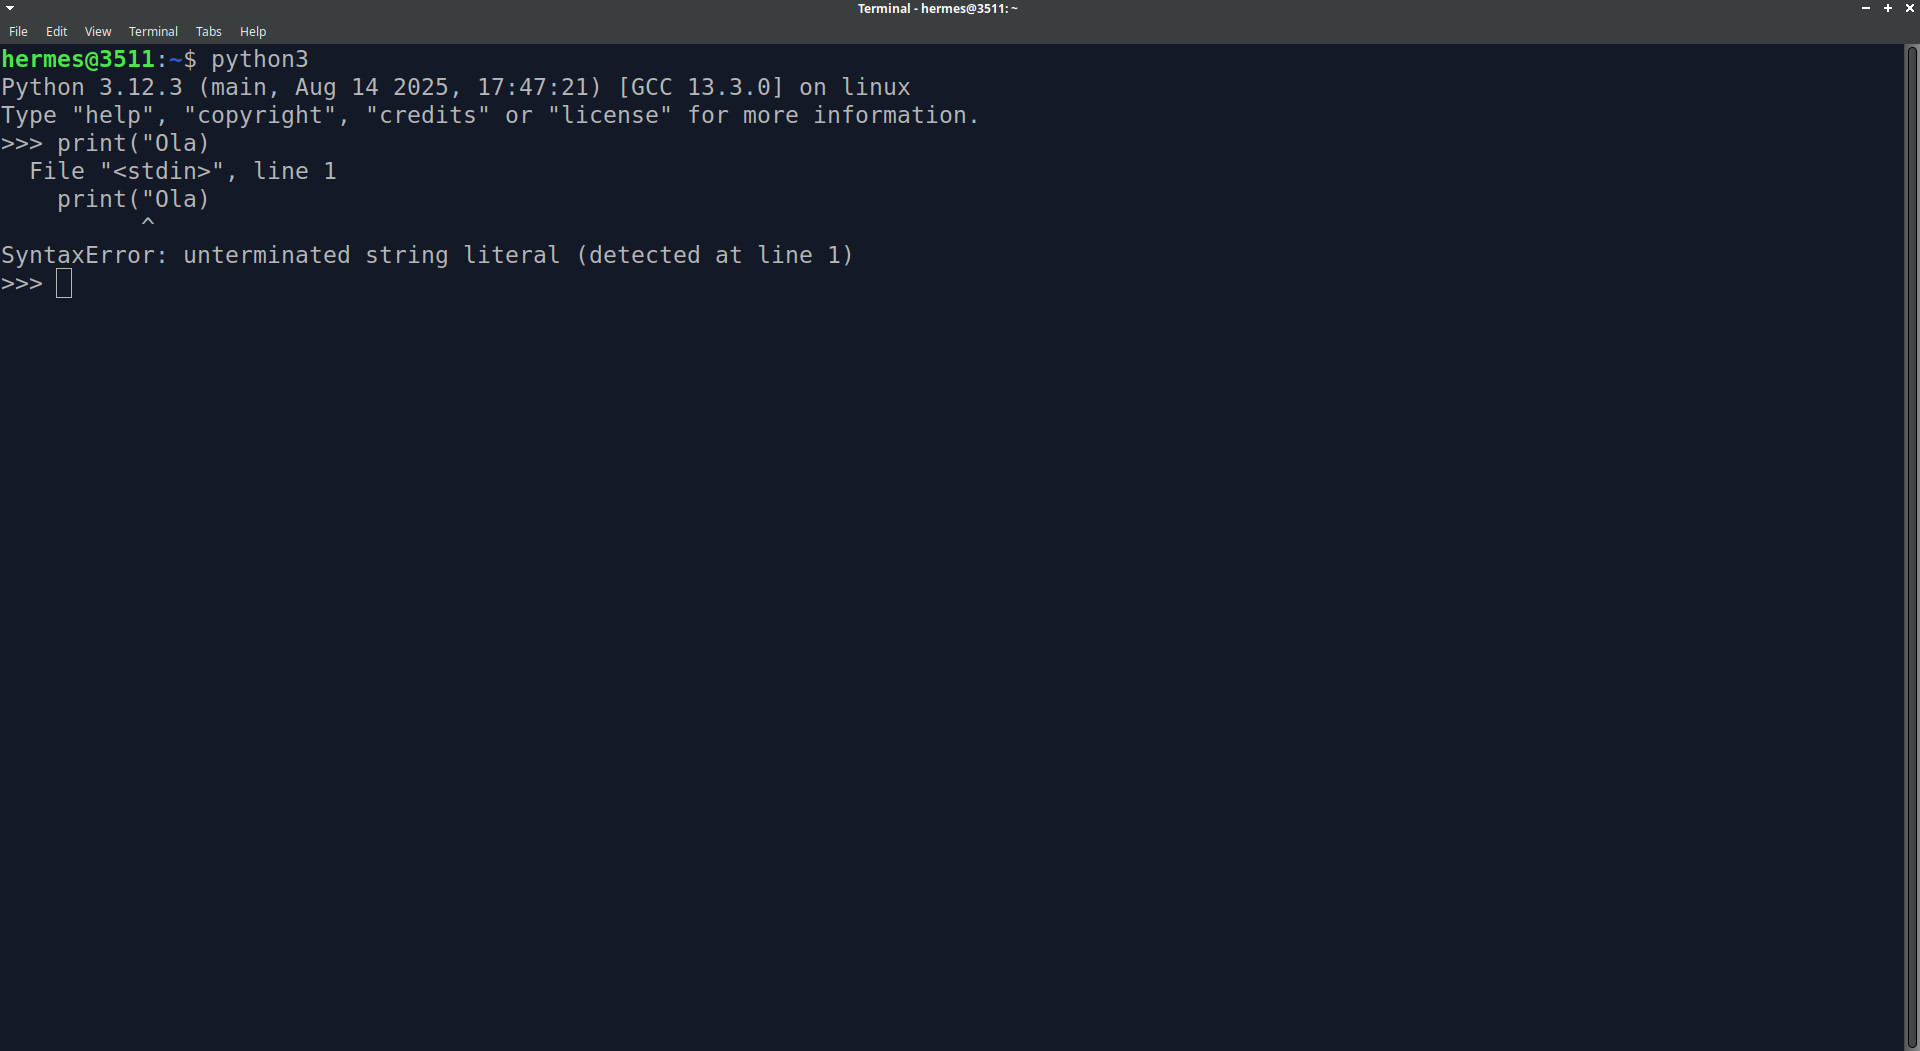 Terminal - hermes@3511: ~
File Edit View Terminal Tabs Help
hermes@3511:~$ python3
Python 3.12.3 (main, Aug 14 2025, 17:47:21) [GCC 13.3.0] on linux
Type "help", "copyright", "credits" or "license" for more information.
>>> print("Ola)
  File "<stdin>", line 1
    print("Ola)
          ^
SyntaxError: unterminated string literal (detected at line 1)
>>>